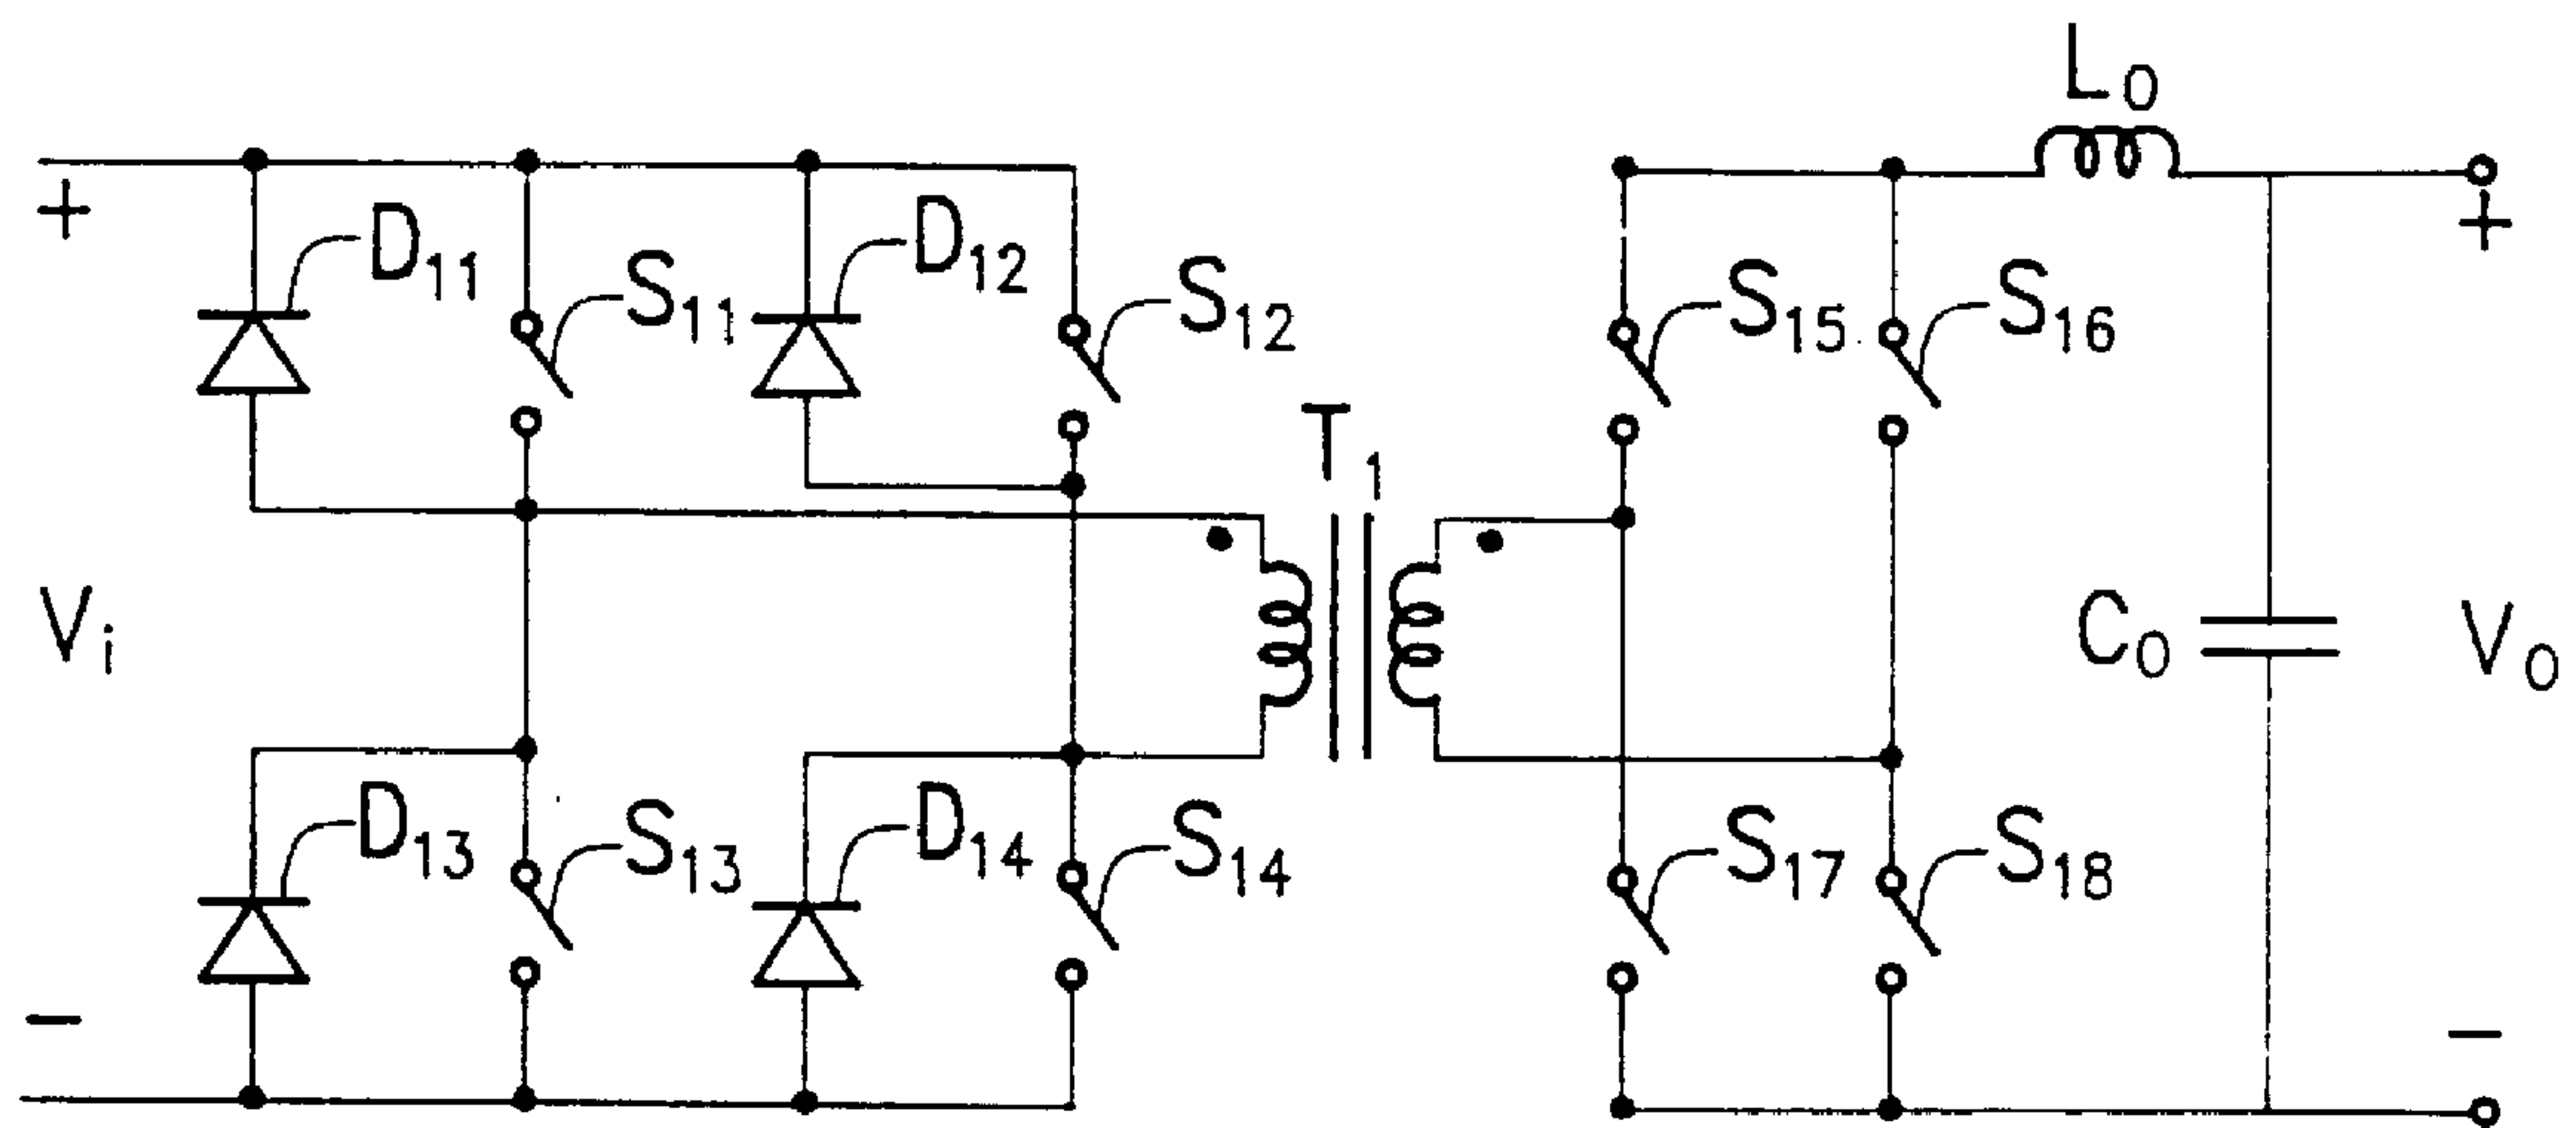 L₀
+
D₁₁
S₁₁
D₁₂
S₁₂
S₁₅
S₁₆
+
T₁
Vᵢ
C₀
V₀
D₁₃
S₁₃
D₁₄
S₁₄
S₁₇
S₁₈
−
−